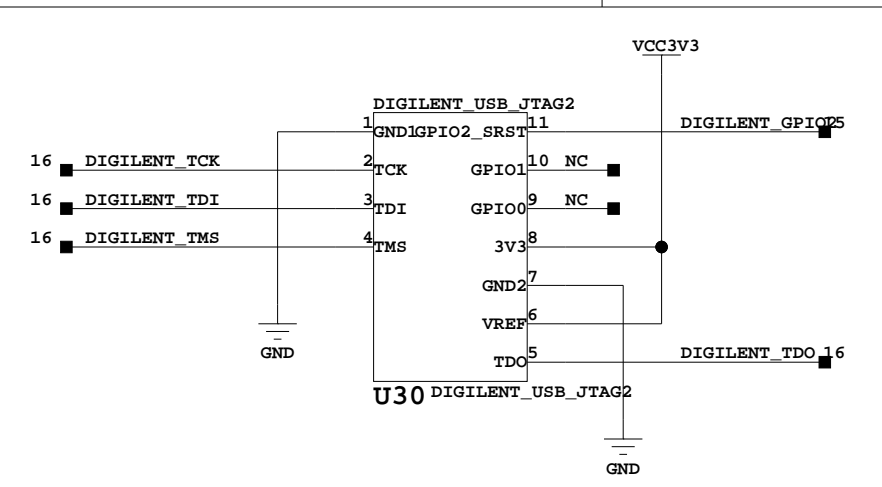 VCC3V3
DIGILENT_USB_JTAG2
1 GND1 GPIO2_SRST 11 DIGILENT_GPIO2 15
16 DIGILENT_TCK 2 TCK GPIO1 10 NC
16 DIGILENT_TDI 3 TDI GPIO0 9 NC
16 DIGILENT_TMS 4 TMS 3V3 8
GND2 7
VREF 6
GND
TDO 5 DIGILENT_TDO 16
U30 DIGILENT_USB_JTAG2
GND